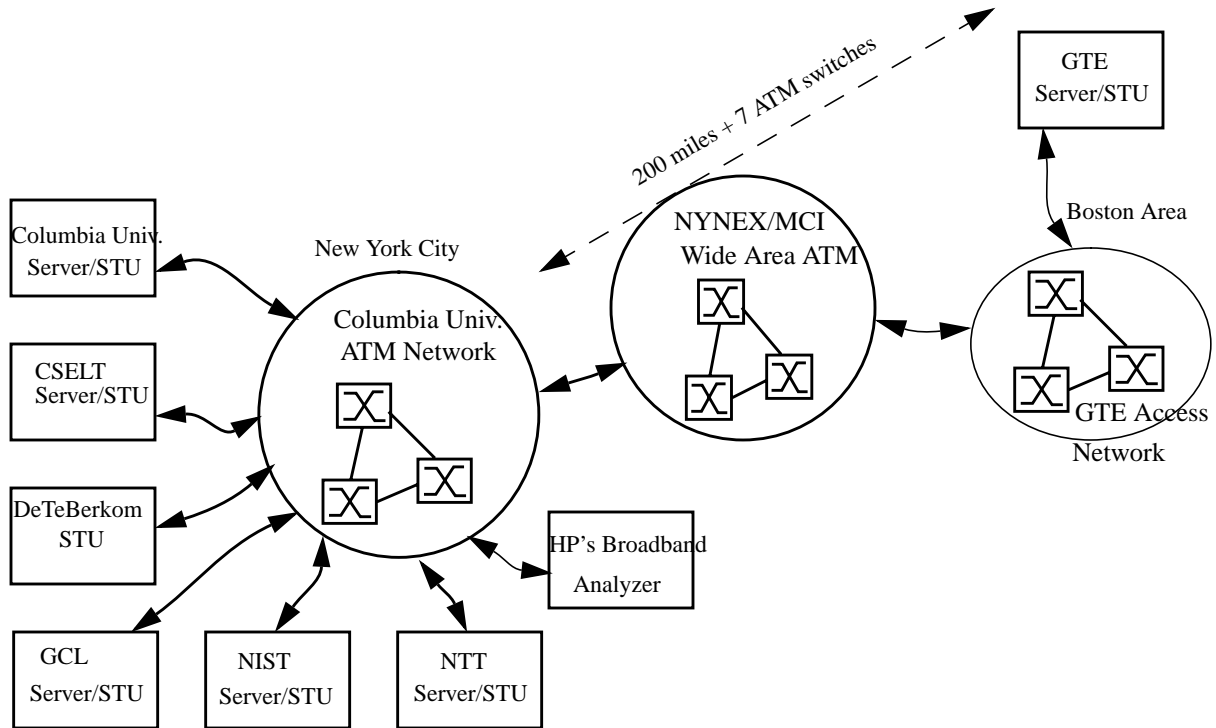 200 miles + 7 ATM switches
GTE
Server/STU
Boston Area
NYNEX/MCI
Wide Area ATM
Columbia Univ.
Server/STU
New York City
Columbia Univ.
ATM Network
CSELT
Server/STU
GTE Access
Network
DeTeBerkom
STU
HP's Broadband
Analyzer
GCL
Server/STU
NIST
Server/STU
NTT
Server/STU